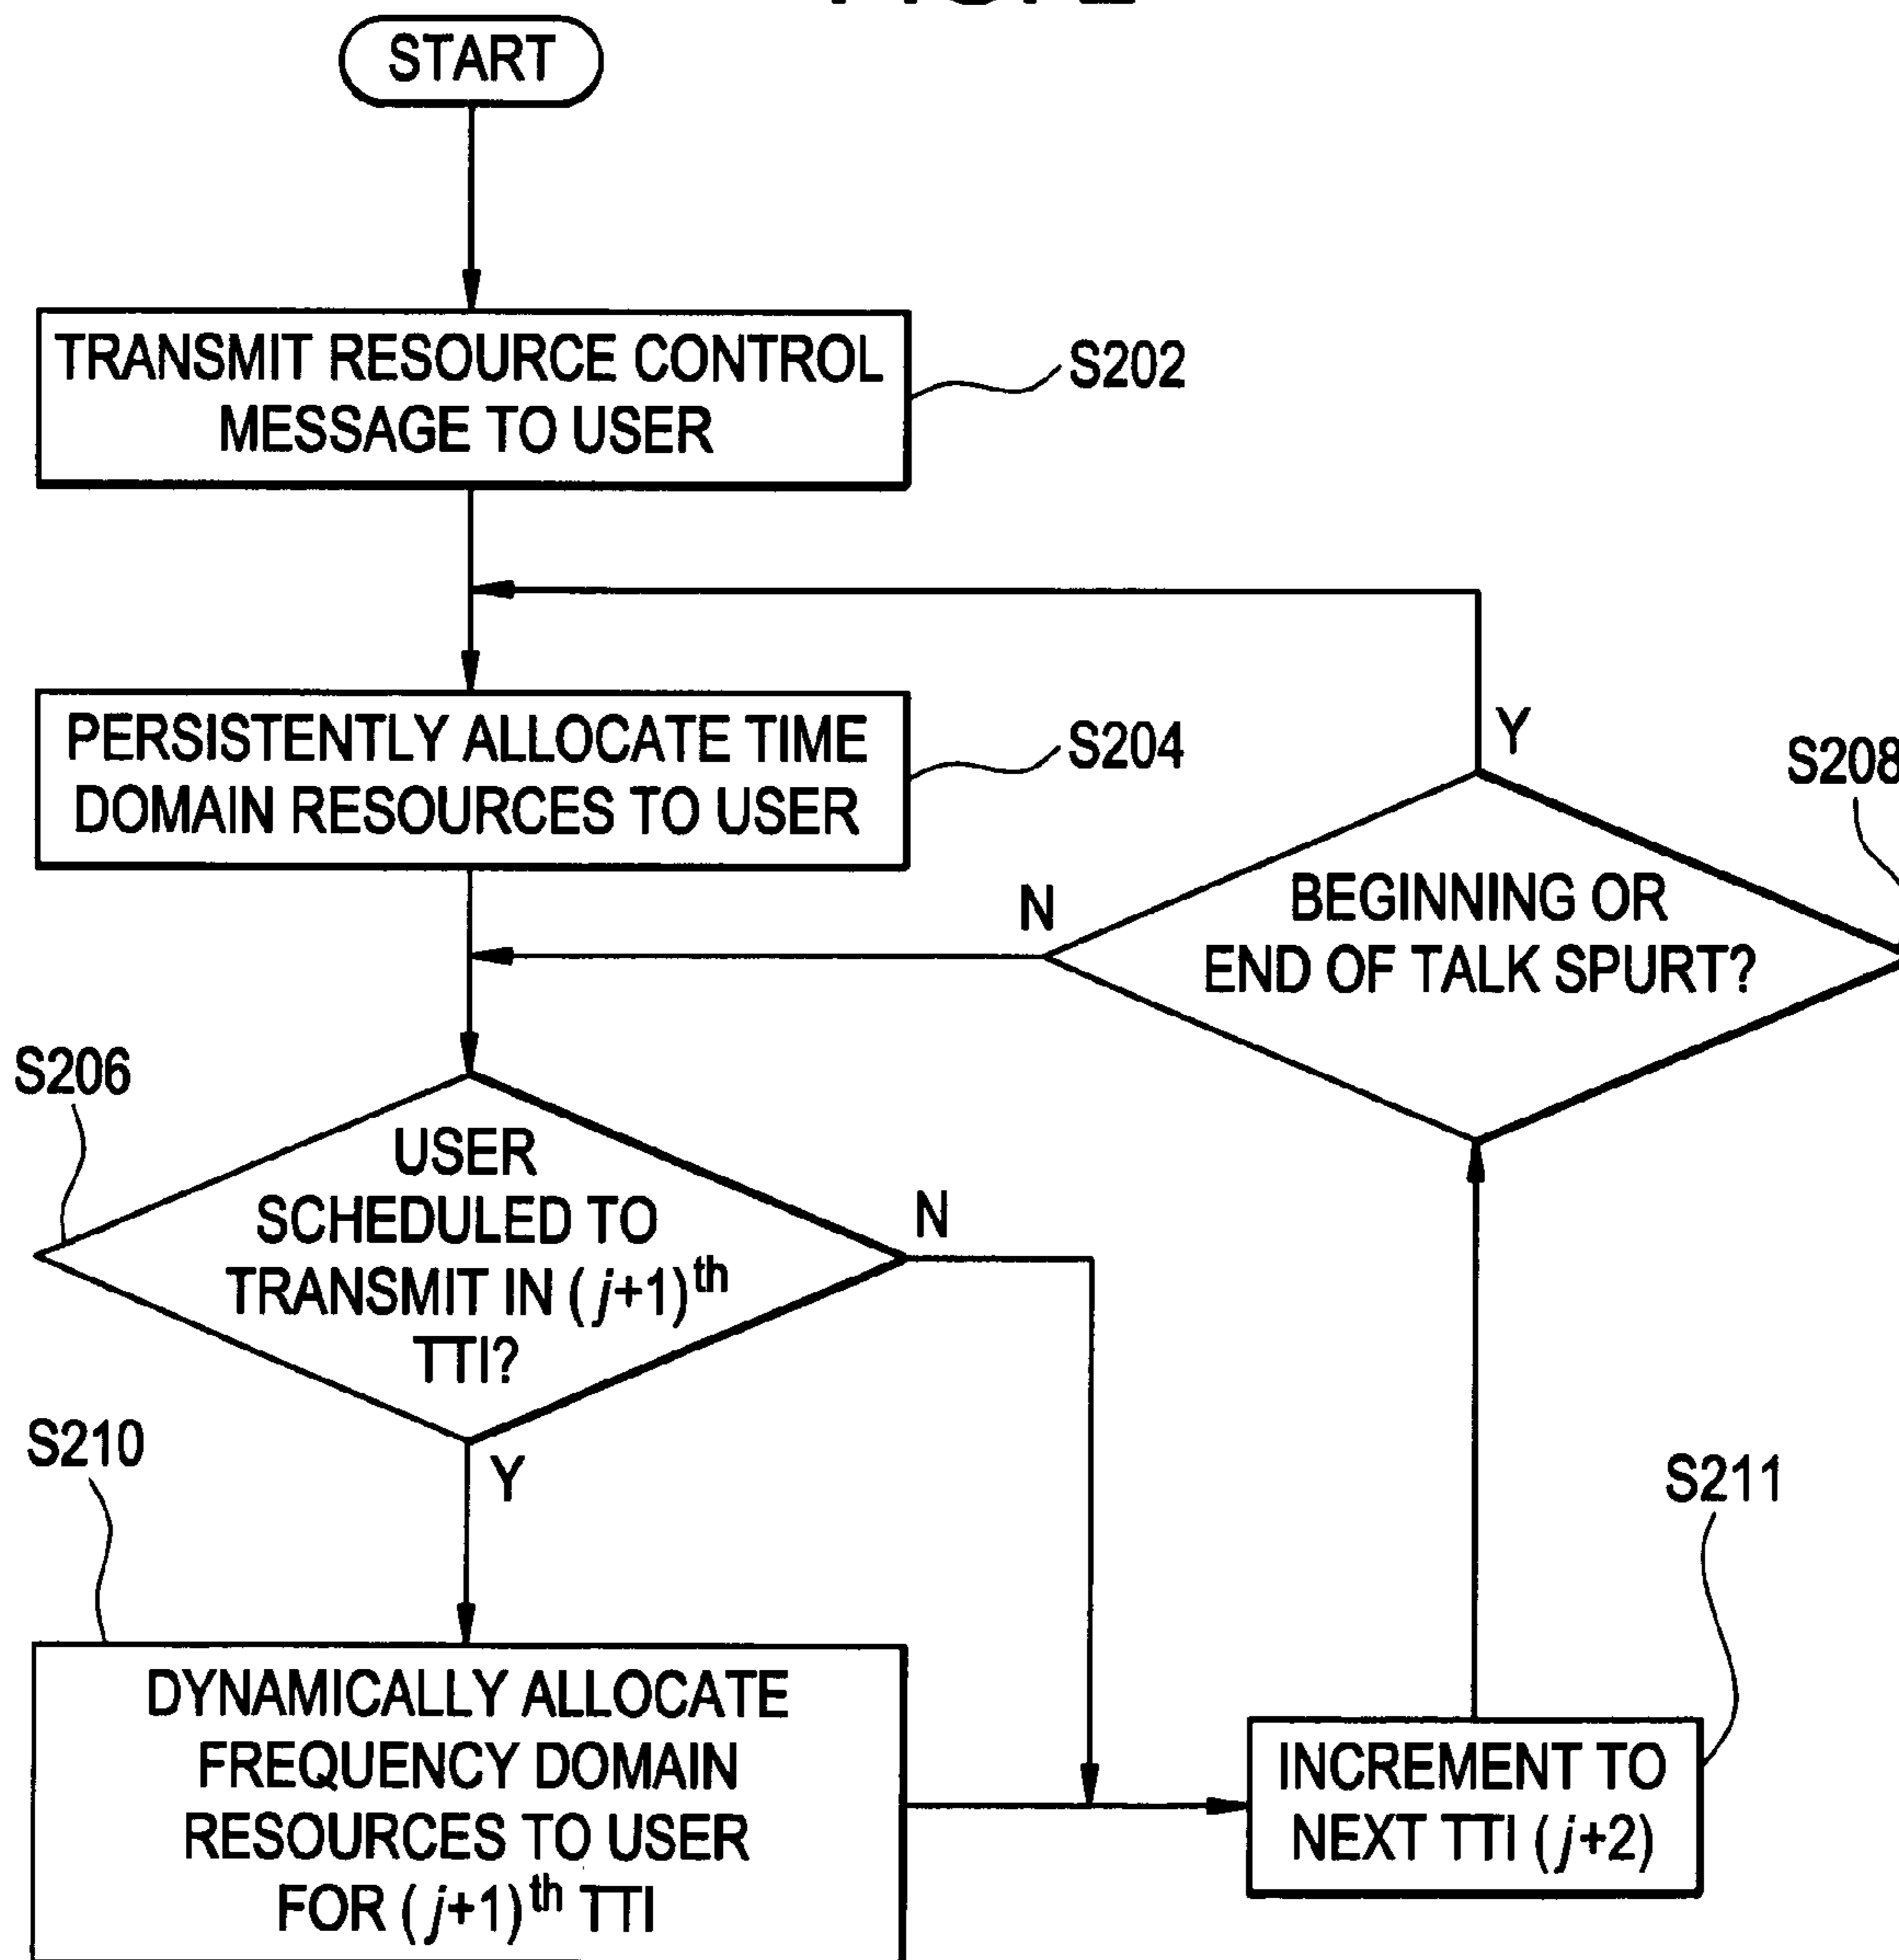 START
TRANSMIT RESOURCE CONTROL
MESSAGE TO USER
S202
PERSISTENTLY ALLOCATE TIME
DOMAIN RESOURCES TO USER
S204
Y
S208
BEGINNING OR
END OF TALK SPURT?
N
S206
USER
SCHEDULED TO
TRANSMIT IN (j+1)th
TTI?
N
Y
S210
DYNAMICALLY ALLOCATE
FREQUENCY DOMAIN
RESOURCES TO USER
FOR (j+1)th TTI
S211
INCREMENT TO
NEXT TTI (j+2)